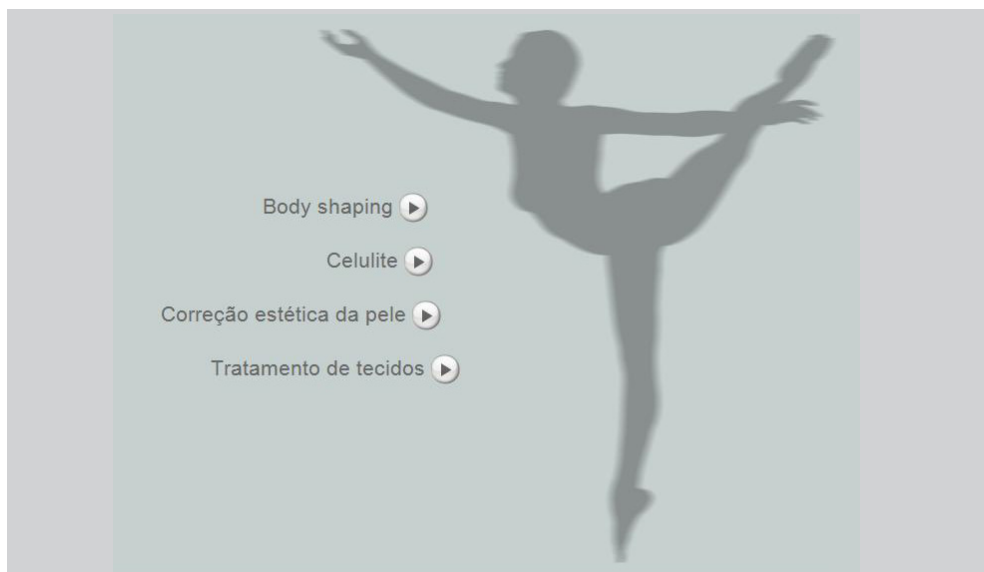 Body shaping
Celulite
Correção estética da pele
Tratamento de tecidos